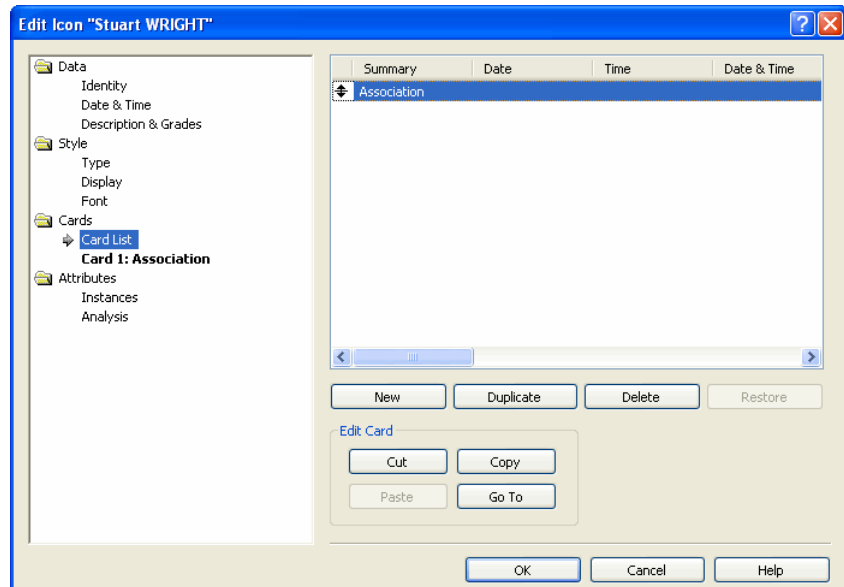 Edit Icon "Stuart WRIGHT"
Data
Identity
Date & Time
Description & Grades
Style
Type
Display
Font
Cards
Card List
Card 1: Association
Attributes
Instances
Analysis
Summary Date Time Date & Time
Association
New Duplicate Delete Restore
Edit Card
Cut Copy
Paste Go To
OK Cancel Help